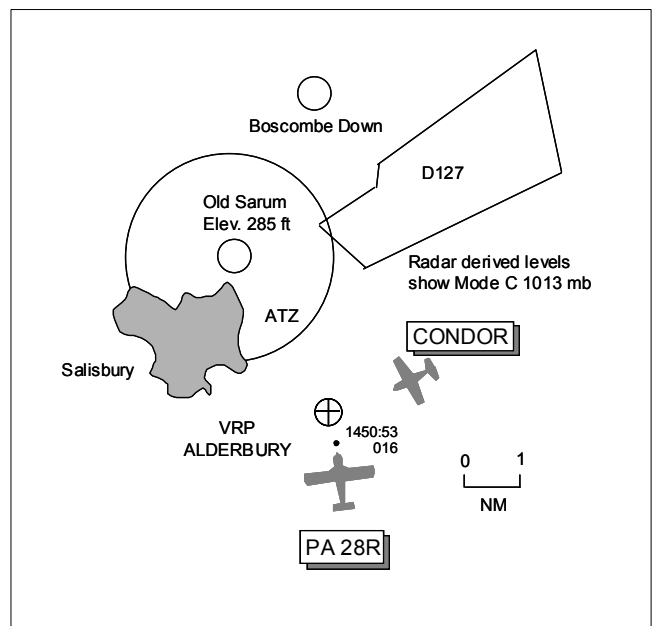 Boscombe Down
D127
Old Sarum
Elev. 285 ft
Radar derived levels
show Mode C 1013 mb
ATZ
CONDOR
Salisbury
VRP
ALDERBURY
1450:53
016
0 1
NM
PA 28R